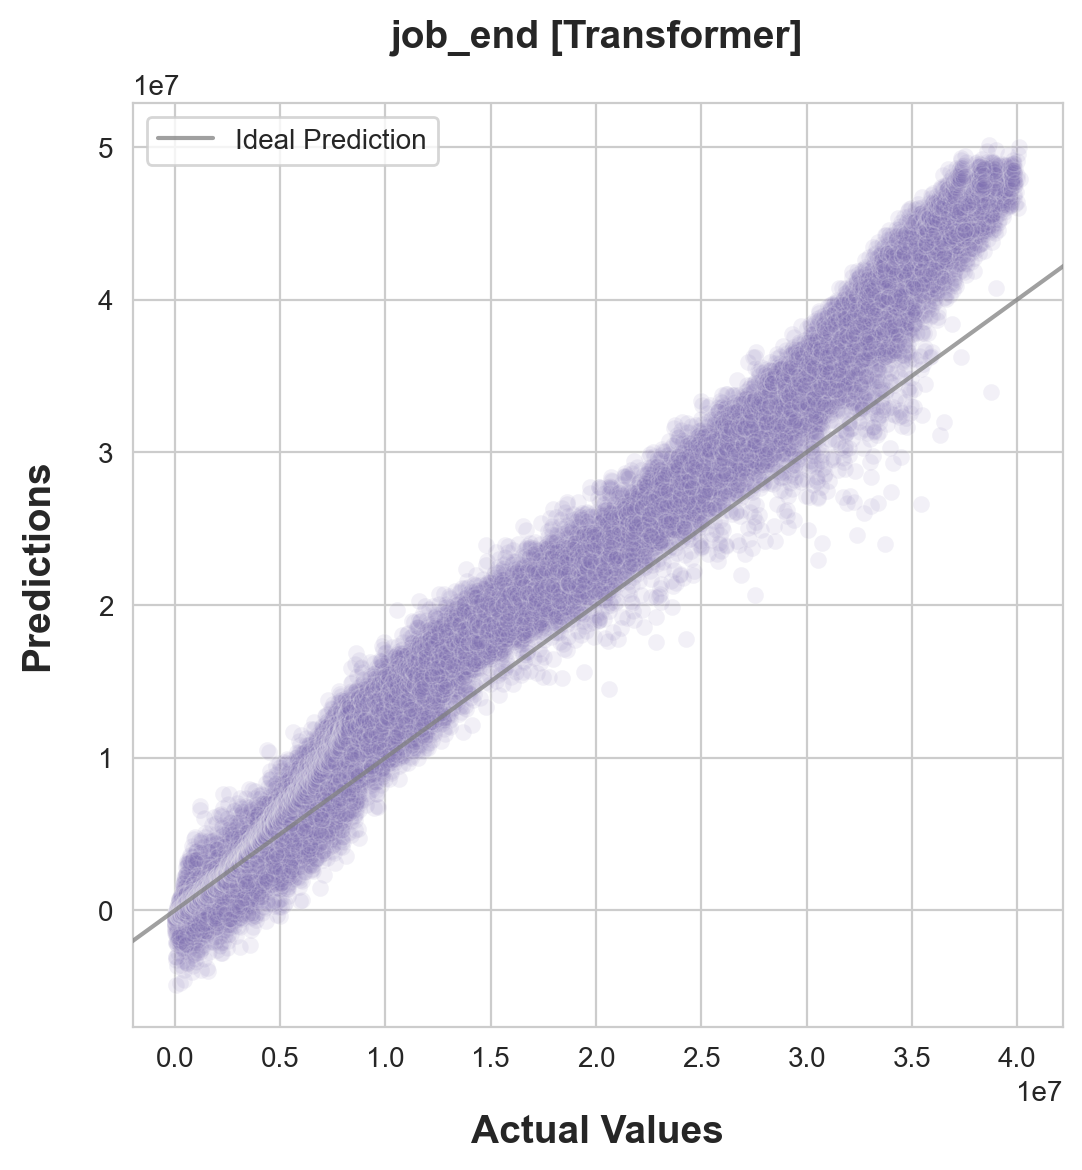 job_end [Transformer]
1e7
Ideal Prediction
5
4
3
2
1
0
Predictions
0.0 0.5 1.0 1.5 2.0 2.5 3.0 3.5 4.0
1e7
Actual Values